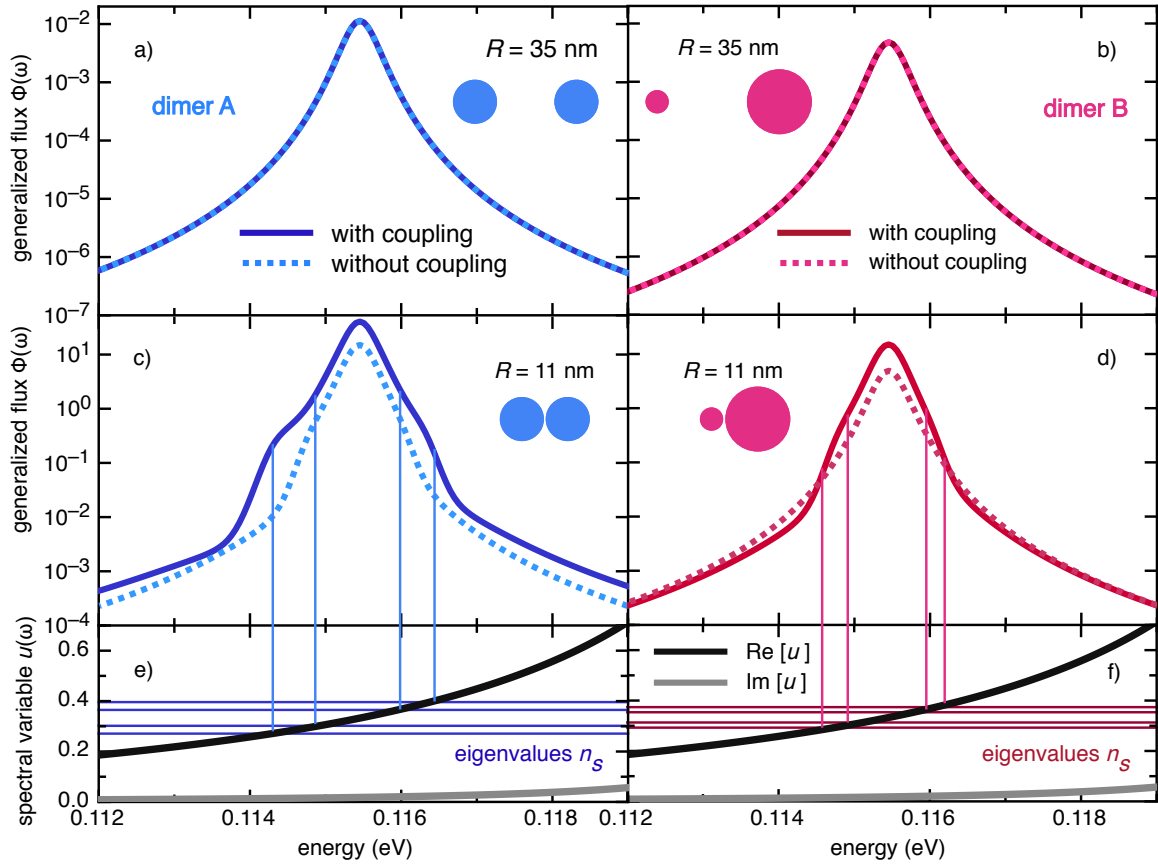 10⁻²
10⁻³
10⁻⁴
10⁻⁵
10⁻⁶
10⁻⁷
generalized flux Φ(ω)
a)
R = 35 nm
dimer A
with coupling
without coupling
R = 35 nm
b)
dimer B
with coupling
without coupling
10¹
10⁰
10⁻¹
10⁻²
10⁻³
10⁻⁴
generalized flux Φ(ω)
c)
R = 11 nm
R = 11 nm
d)
0.6
0.4
0.2
0.0
spectral variable u(ω)
e)
eigenvalues nₛ
Re [u]
Im [u]
f)
eigenvalues nₛ
0.112
0.114
0.116
0.118
0.112
0.114
0.116
0.118
energy (eV)
energy (eV)